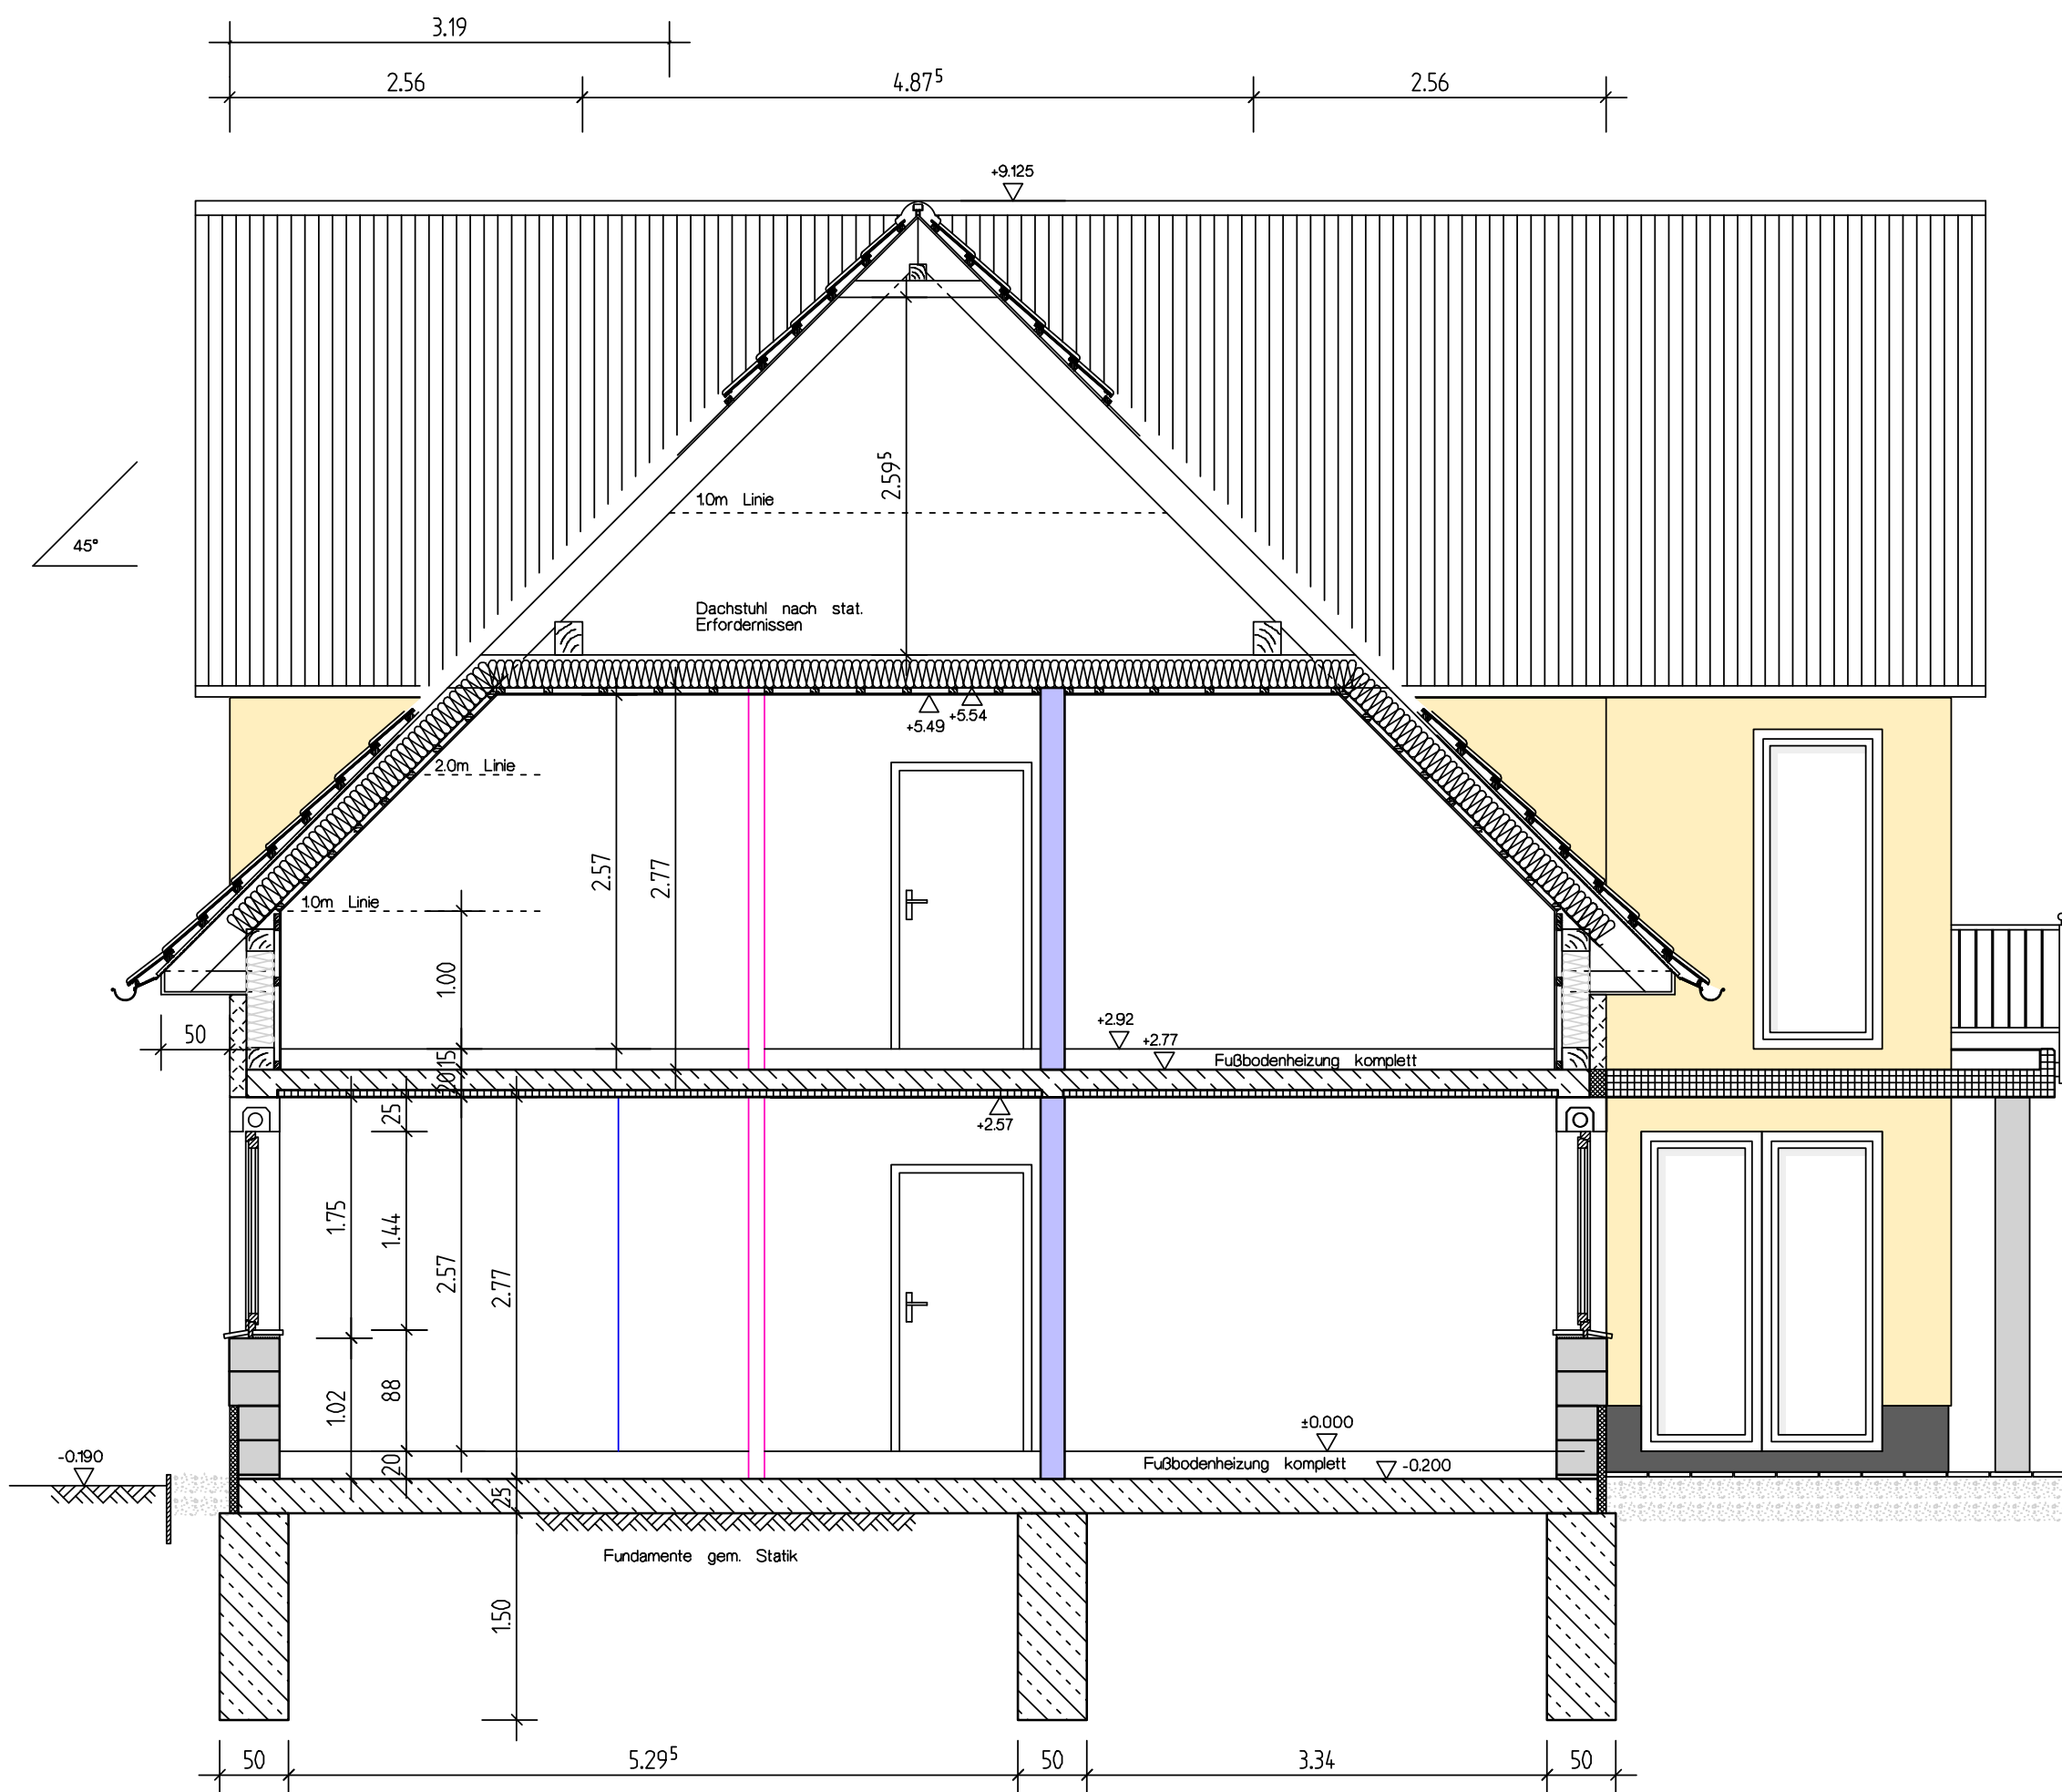 3.19
2.56 4.87⁵ 2.56
+9.125
2.59⁵
1.0m Linie
45°
Dachstuhl nach stat.
Erfordernissen
+5.49 +5.54
2.0m Linie
2.57
2.77
1.0m Linie
1.00
50
+2.92
+2.77
15
20
Fußbodenheizung komplett
25
+2.57
1.75
1.44
2.57
2.77
1.02
88
±0.000
20
Fußbodenheizung komplett
-0.200
-0.190
25
Fundamente gem. Statik
1.50
50 5.29⁵ 50 3.34 50